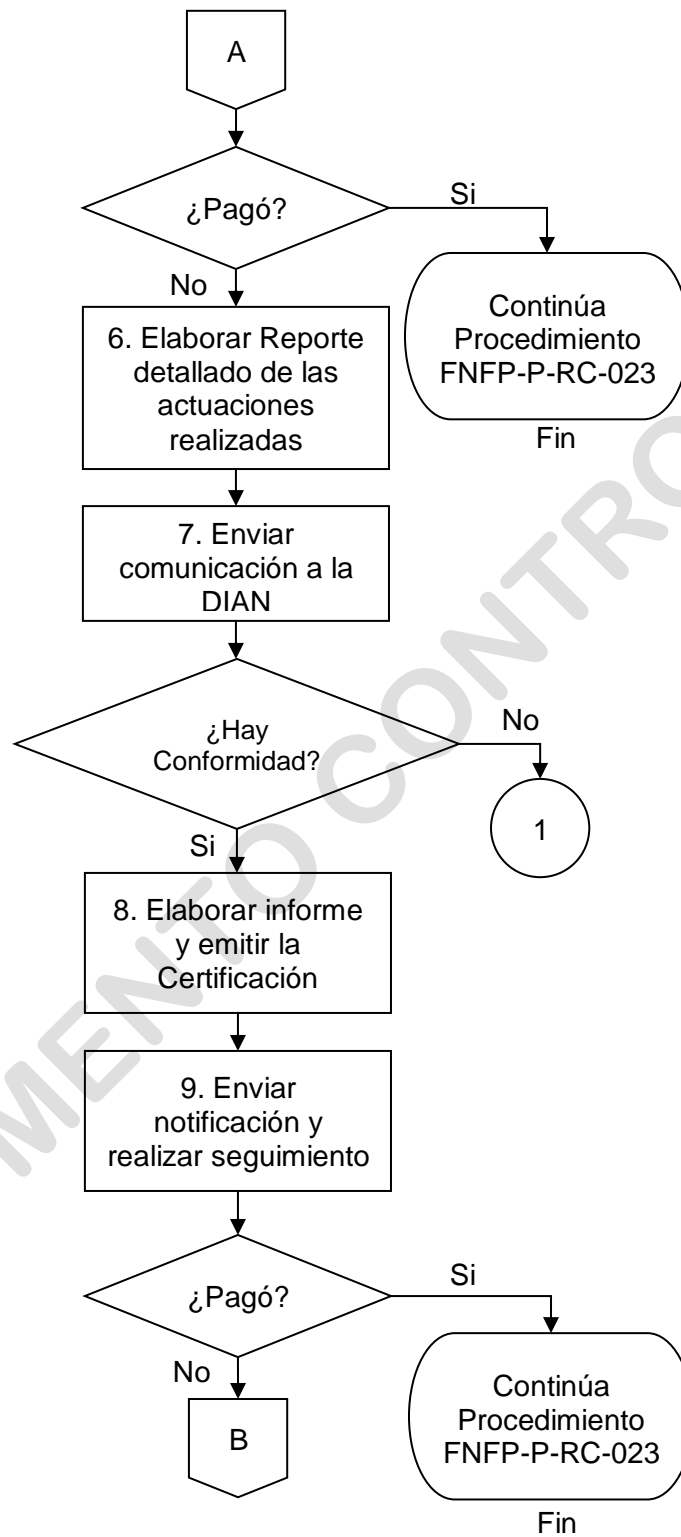 A
¿Pagó?
Si
No
Continúa
Procedimiento
FNFP-P-RC-023
Fin
6. Elaborar Reporte
detallado de las
actuaciones
realizadas
7. Enviar
comunicación a la
DIAN
¿Hay
Conformidad?
No
1
Si
8. Elaborar informe
y emitir la
Certificación
9. Enviar
notificación y
realizar seguimiento
¿Pagó?
Si
No
Continúa
Procedimiento
FNFP-P-RC-023
Fin
B
MENTO CONTRO